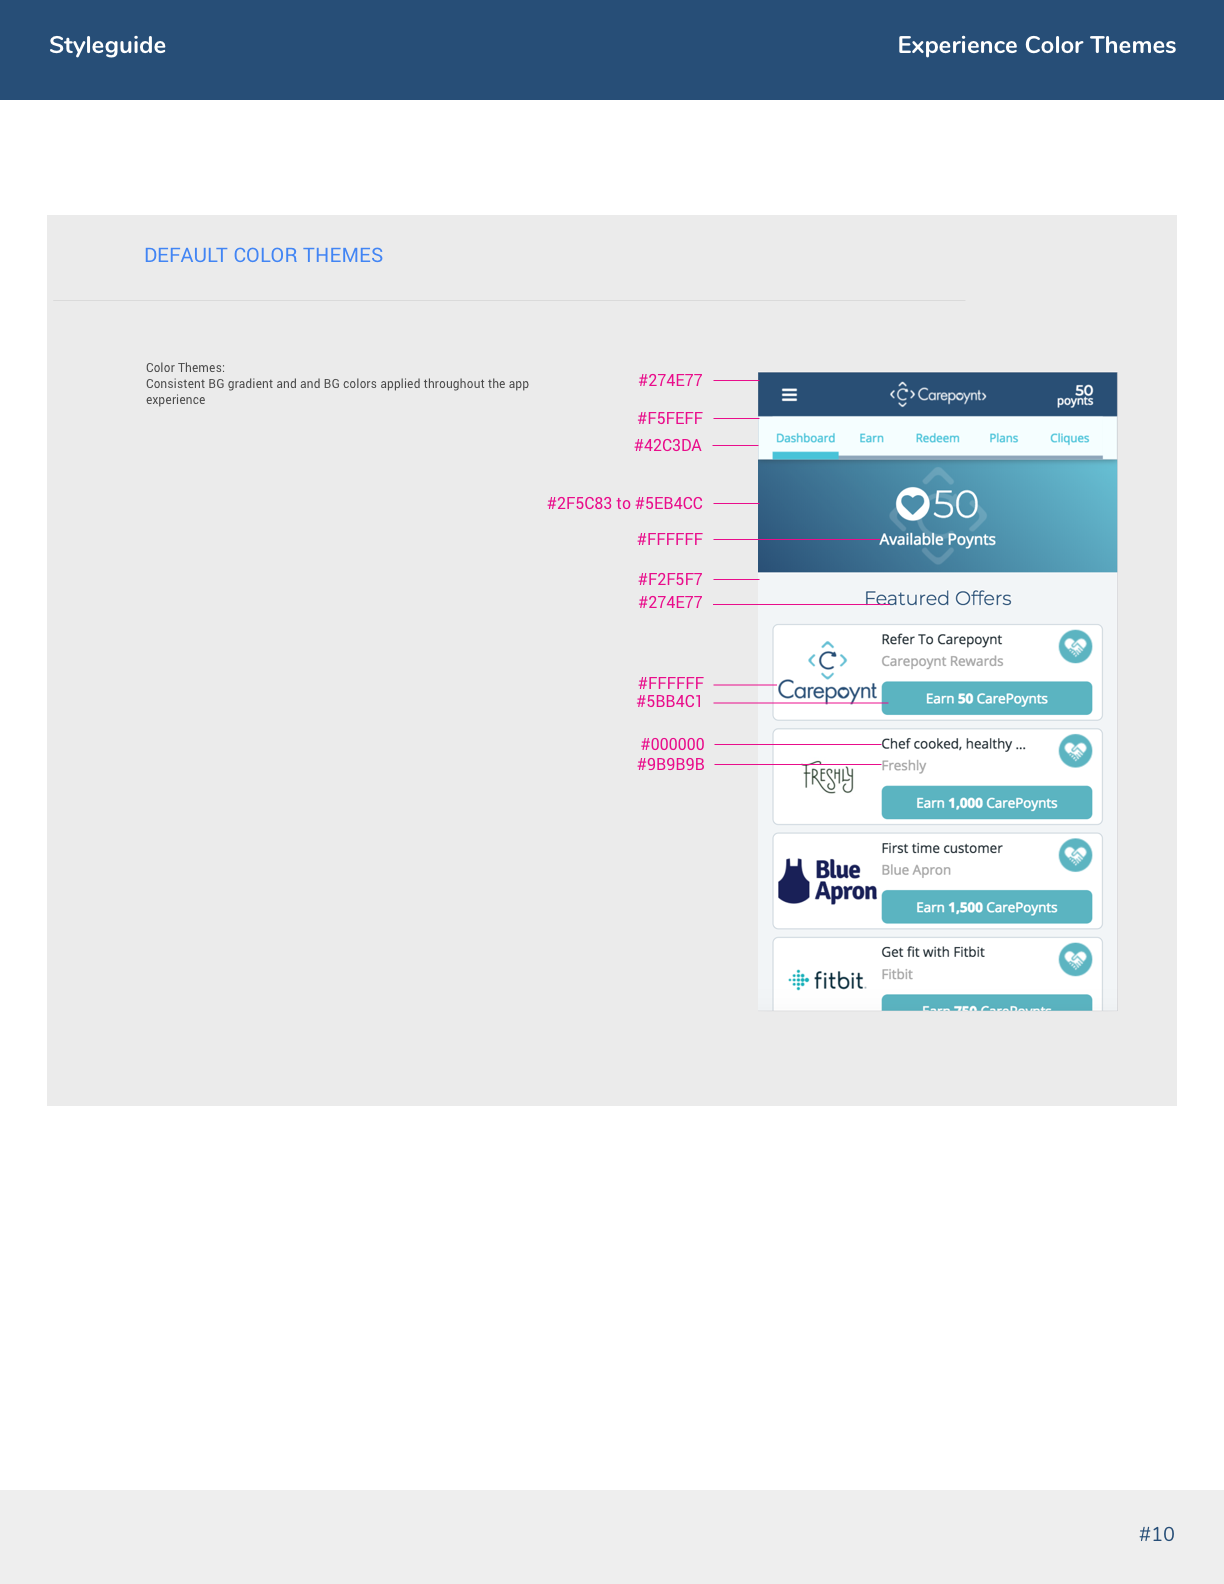 Styleguide
Experience Color Themes
DEFAULT COLOR THEMES
Color Themes:
Consistent BG gradient and and BG colors applied throughout the app
experience
#274E77
#F5FEFF
#42C3DA
#2F5C83 to #5EB4CC
#FFFFFF
#F2F5F7
#274E77
#FFFFFF
#5BB4C1
#000000
#9B9B9B
Carepoynt
50
poynts
Dashboard Earn Redeem Plans Cliques
50
Available Poynts
Featured Offers
Carepoynt
Refer To Carepoynt
Carepoynt Rewards
Earn 50 CarePoynts
FRESHLY
Chef cooked, healthy ...
Freshly
Earn 1,000 CarePoynts
Blue
Apron
First time customer
Blue Apron
Earn 1,500 CarePoynts
fitbit
Get fit with Fitbit
Fitbit
Earn 750 CarePoynts
#10